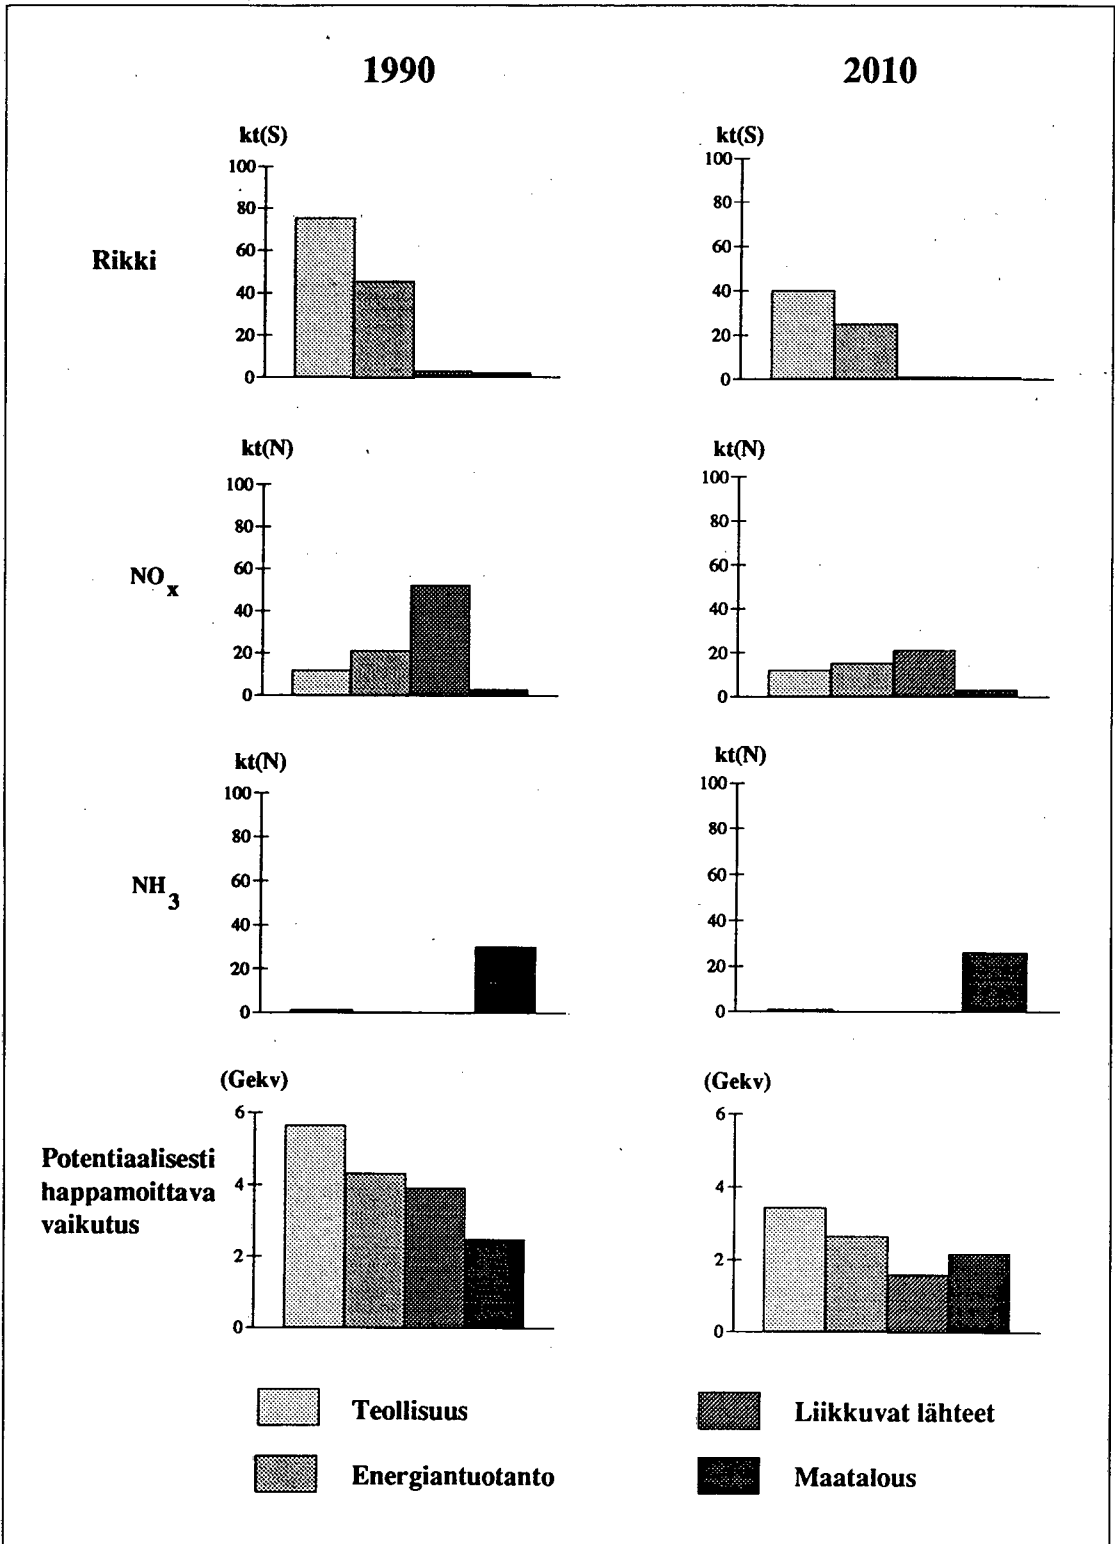 1990 2010
kt(S) kt(S)
100 100
80 80
60 60
Rikki
40 40
20 20
0 0
kt(N) kt(N)
100 100
80 80
60 60
NOx
40 40
20 20
0 0
kt(N) kt(N)
100 100
80 80
60 60
NH3
40 40
20 20
0 0
(Gekv) (Gekv)
6 6
Potentiaalisesti
happamoittava
vaikutus
4 4
2 2
0 0
Teollisuus Liikkuvat lähteet
Energiantuotanto Maatalous